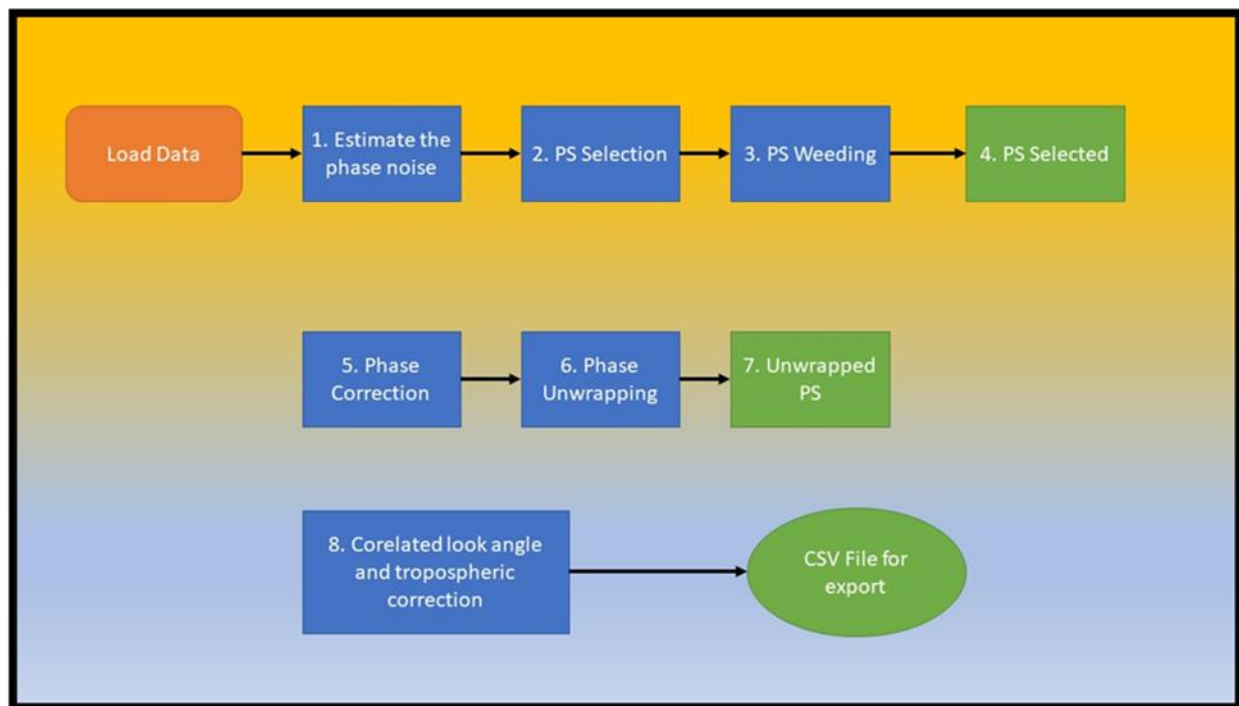 Load Data
1. Estimate the
phase noise
2. PS Selection
3. PS Weeding
4. PS Selected
5. Phase
Correction
6. Phase
Unwrapping
7. Unwrapped
PS
8. Corelated look angle
and tropospheric
correction
CSV File for
export